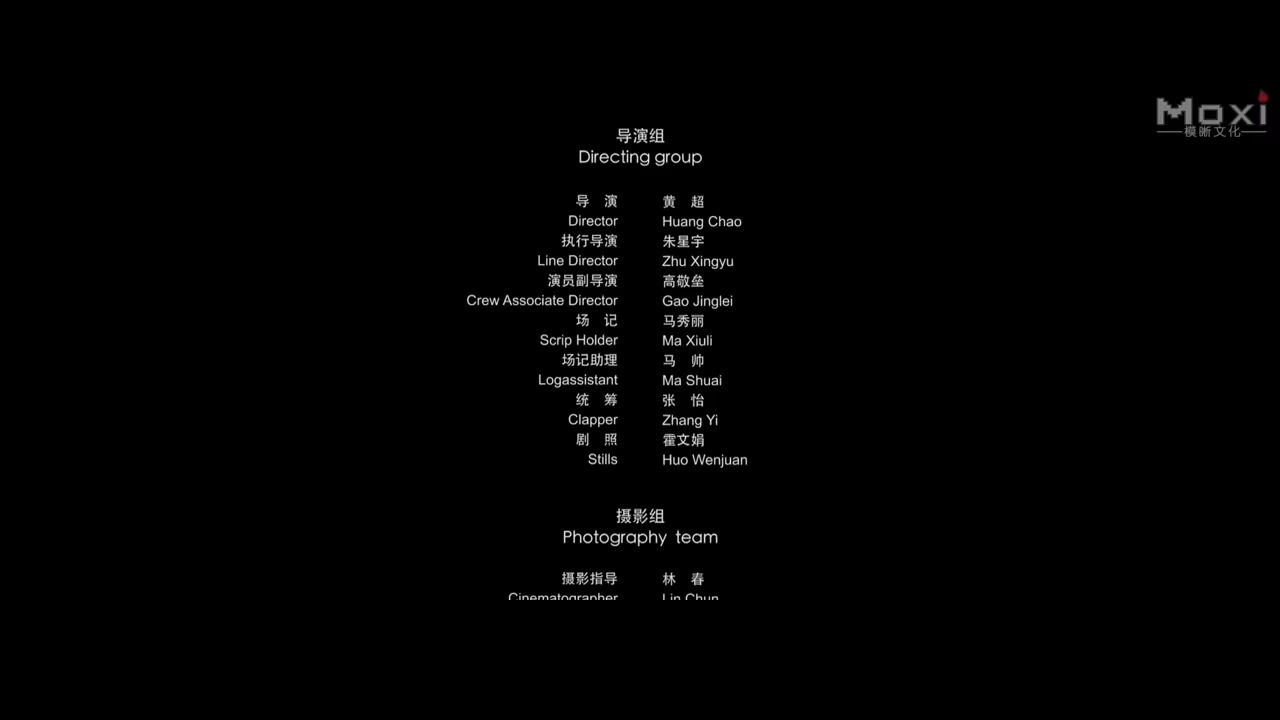 Moxi
模晰文化
导演组
Directing group
导 演 黄 超
Director Huang Chao
执行导演 朱星宇
Line Director Zhu Xingyu
演员副导演 高敬垒
Crew Associate Director Gao Jinglei
场 记 马秀丽
Scrip Holder Ma Xiuli
场记助理 马 帅
Logassistant Ma Shuai
统 筹 张 怡
Clapper Zhang Yi
剧 照 霍文娟
Stills Huo Wenjuan
摄影组
Photography team
摄影指导 林 春
Cinematographer Lin Chun